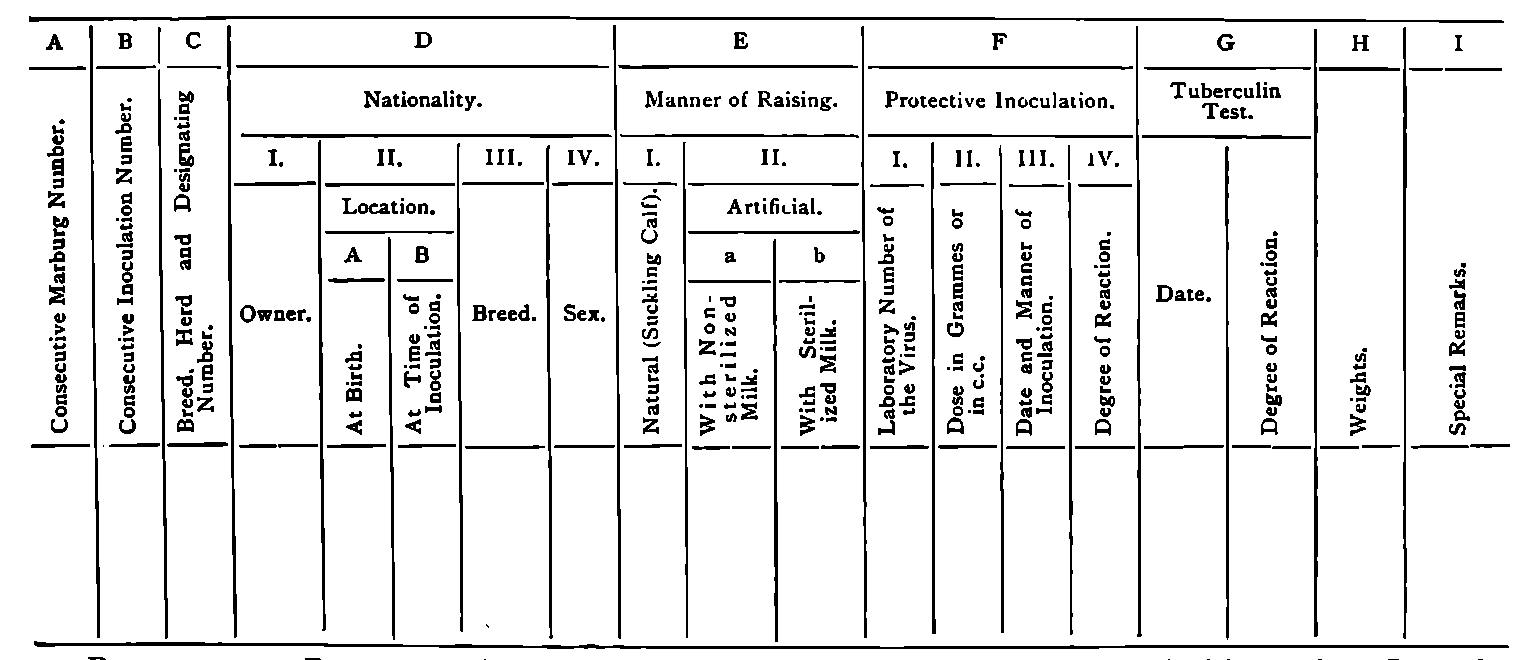 A B C D E F G H I
Consecutive Marburg Number.
Consecutive Inoculation Number.
Breed, Herd and Designating
Number.
Nationality.
I. II. III. IV.
Owner.
Location.
A B
At Birth.
At Time of
Inoculation.
Breed.
Sex.
Manner of Raising.
I. II.
Natural (Suckling Calf).
Artificial.
a b
With Non-
sterilized
Milk.
With Steril-
ized Milk.
Protective Inoculation.
I. II. III. IV.
Laboratory Number of
the Virus.
Dose in Grammes or
in c.c.
Date and Manner of
Inoculation.
Degree of Reaction.
Tuberculin
Test.
Date.
Degree of Reaction.
Weights.
Special Remarks.